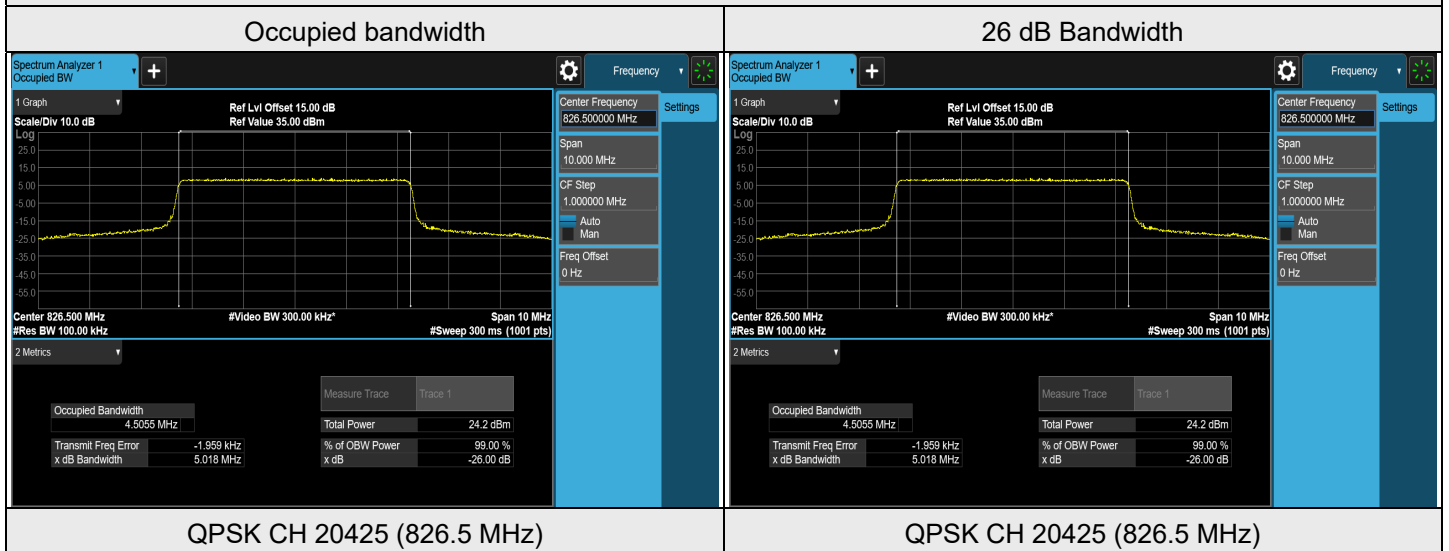 Occupied bandwidth
26 dB Bandwidth
Spectrum Analyzer 1
Occupied BW
+
Frequency
1 Graph
Ref Lvl Offset 15.00 dB
Scale/Div 10.0 dB
Ref Value 35.00 dBm
Log
25.0
15.0
5.00
-5.00
-15.0
-25.0
-35.0
-45.0
-55.0
Center 826.500 MHz
#Video BW 300.00 kHz*
Span 10 MHz
#Res BW 100.00 kHz
#Sweep 300 ms (1001 pts)
Center Frequency
826.500000 MHz
Settings
Span
10.000 MHz
CF Step
1.000000 MHz
Auto
Man
Freq Offset
0 Hz
2 Metrics
Measure Trace Trace 1
Occupied Bandwidth
4.5055 MHz
Total Power 24.2 dBm
Transmit Freq Error -1.959 kHz
% of OBW Power 99.00 %
x dB Bandwidth 5.018 MHz
x dB -26.00 dB
Spectrum Analyzer 1
Occupied BW
+
Frequency
1 Graph
Ref Lvl Offset 15.00 dB
Scale/Div 10.0 dB
Ref Value 35.00 dBm
Log
25.0
15.0
5.00
-5.00
-15.0
-25.0
-35.0
-45.0
-55.0
Center 826.500 MHz
#Video BW 300.00 kHz*
Span 10 MHz
#Res BW 100.00 kHz
#Sweep 300 ms (1001 pts)
Center Frequency
826.500000 MHz
Settings
Span
10.000 MHz
CF Step
1.000000 MHz
Auto
Man
Freq Offset
0 Hz
2 Metrics
Measure Trace Trace 1
Occupied Bandwidth
4.5055 MHz
Total Power 24.2 dBm
Transmit Freq Error -1.959 kHz
% of OBW Power 99.00 %
x dB Bandwidth 5.018 MHz
x dB -26.00 dB
QPSK CH 20425 (826.5 MHz)
QPSK CH 20425 (826.5 MHz)